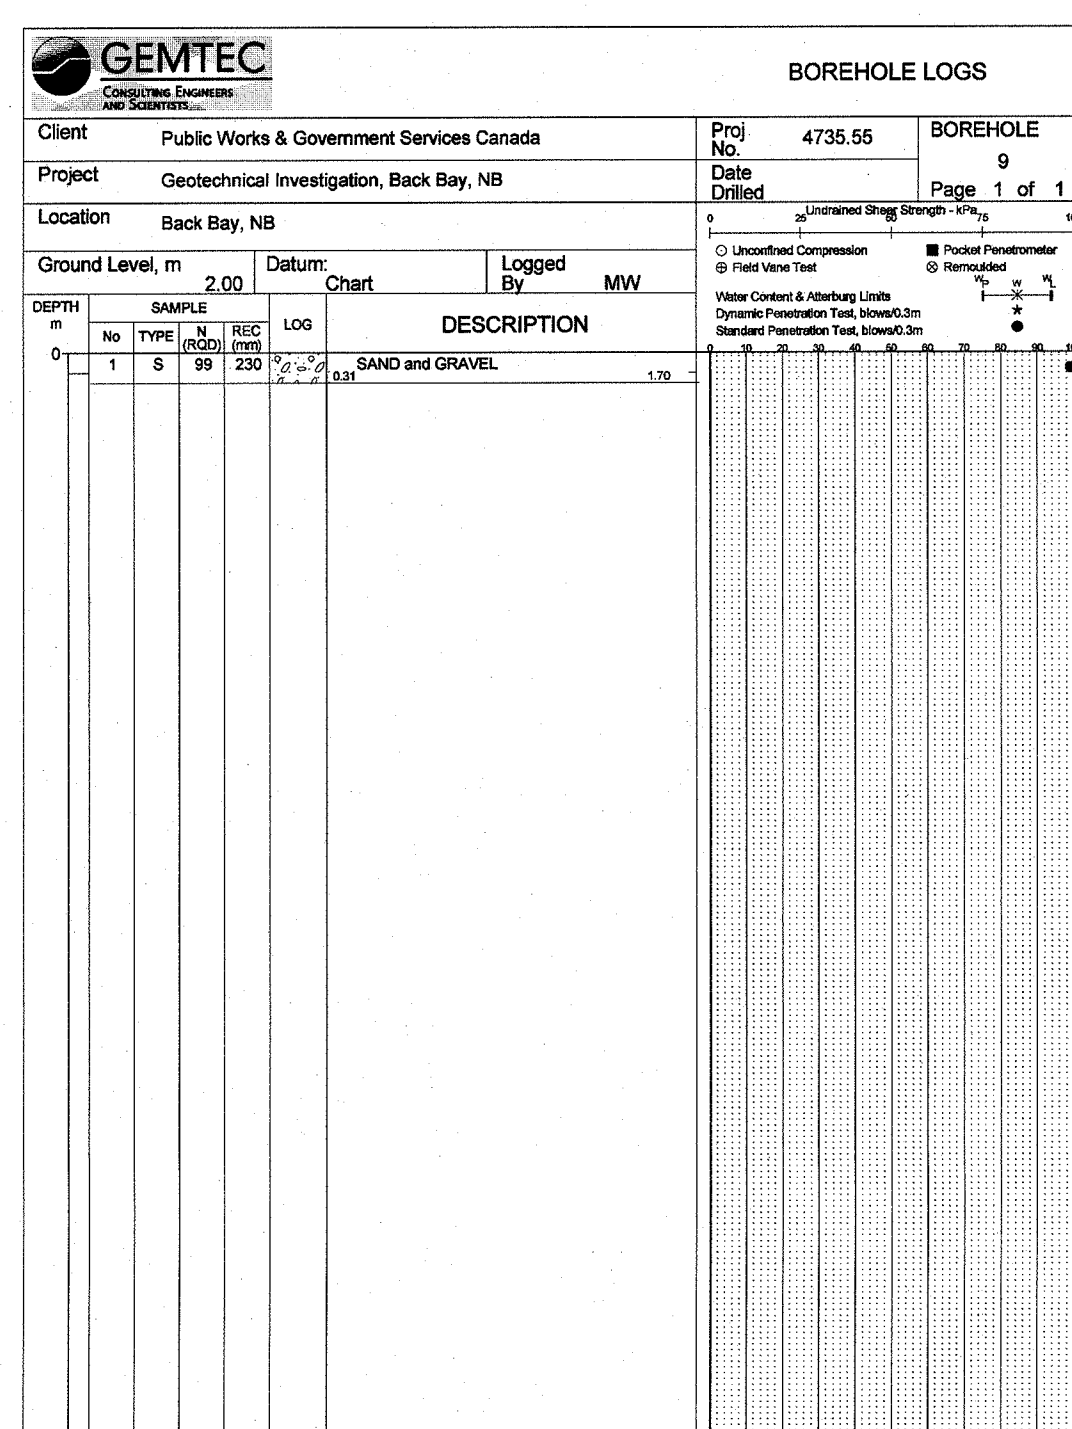 GEMTEC
CONSULTING ENGINEERS
AND SCIENTISTS
BOREHOLE LOGS
Client Public Works & Government Services Canada
Proj No. 4735.55
BOREHOLE
9
Page 1 of 1
Project Geotechnical Investigation, Back Bay, NB
Date Drilled
Location Back Bay, NB
Ground Level, m 2.00
Datum: Chart
Logged By MW
Undrained Shear Strength - kPa
0 25 50 75
Unconfined Compression
Pocket Penetrometer
Field Vane Test
Remoulded
Wp W WL
Water Content & Atterburg Limits
Dynamic Penetration Test, blows/0.3m
Standard Penetration Test, blows/0.3m
0 10 20 30 40 50 60 70 80 90
DEPTH m
SAMPLE
No TYPE N (RQD) REC (mm)
LOG
DESCRIPTION
0
1 S 99 230 SAND and GRAVEL
0.31 1.70